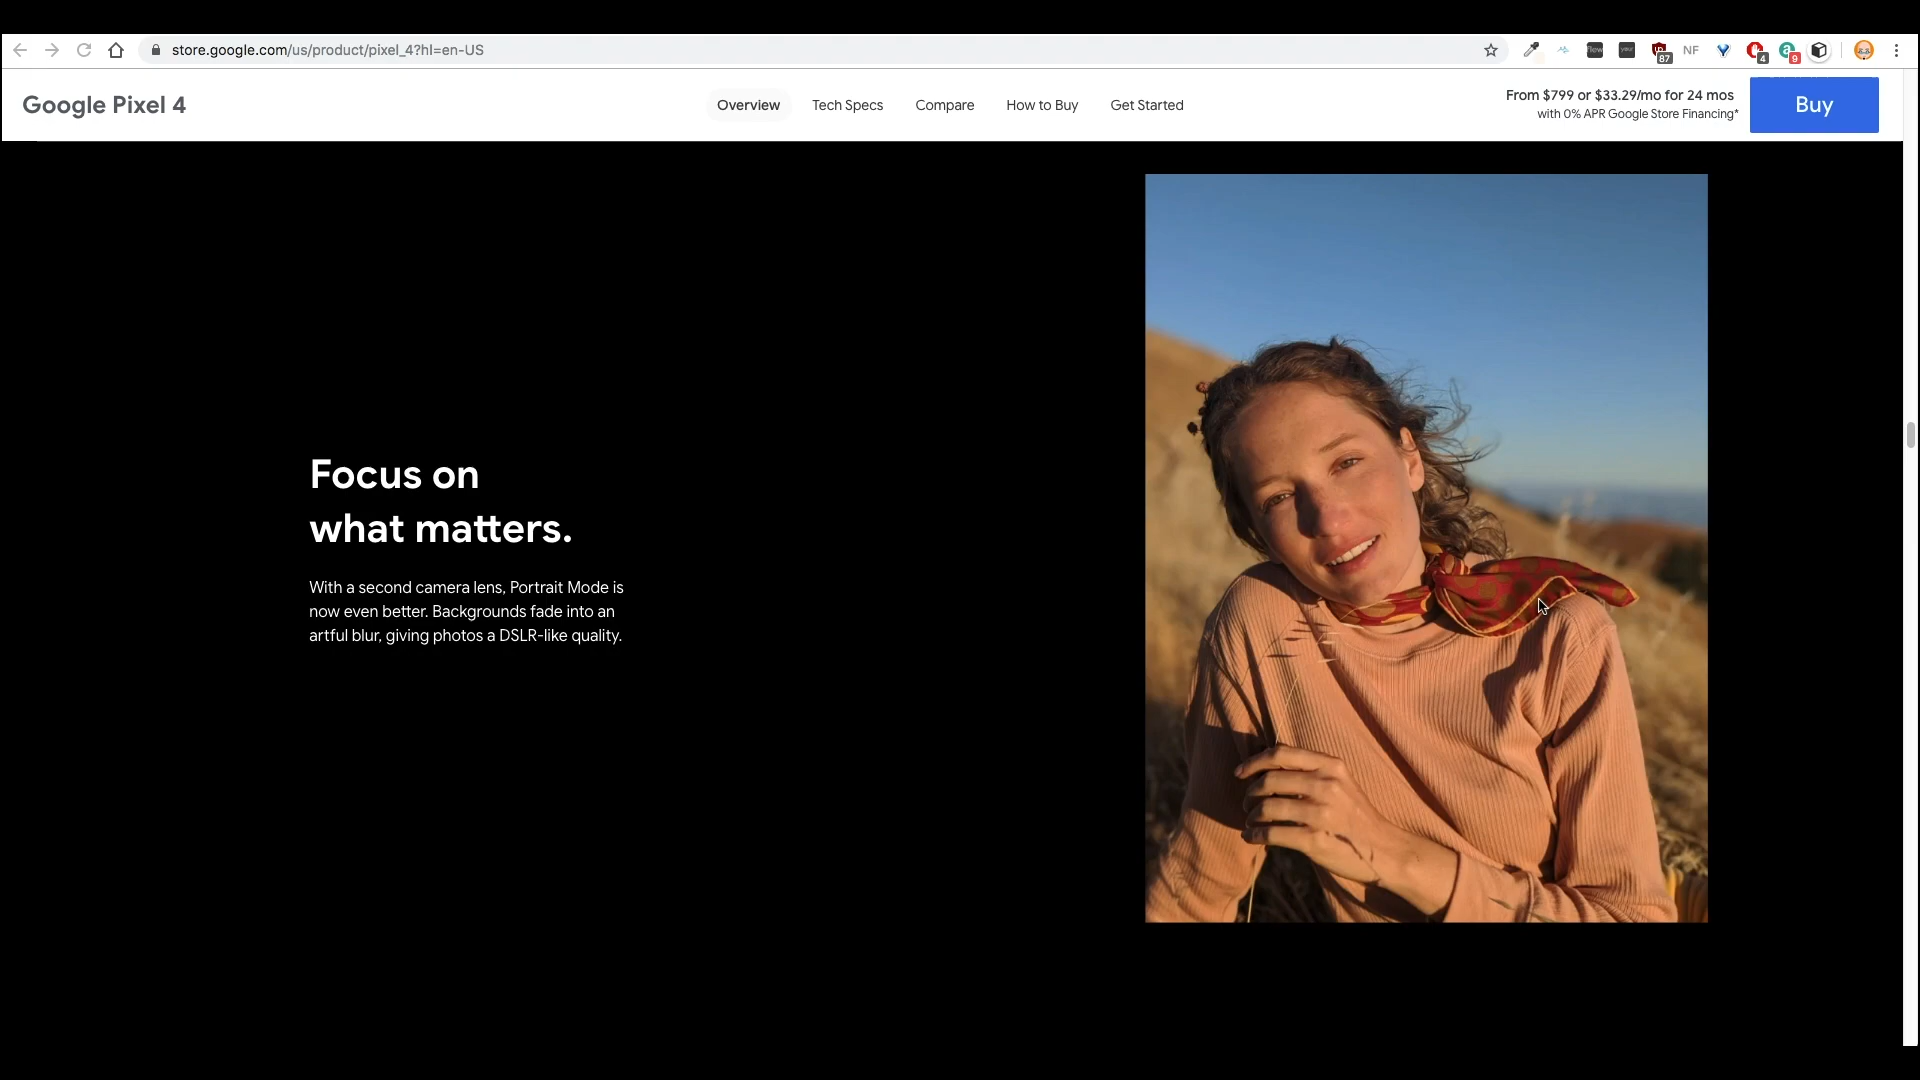 store.google.com/us/product/pixel_4?hl=en-US
87
NF
4
9
Google Pixel 4
Overview
Tech Specs
Compare
How to Buy
Get Started
From $799 or $33.29/mo for 24 mos
with 0% APR Google Store Financing*
Buy
Focus on
what matters.
With a second camera lens, Portrait Mode is
now even better. Backgrounds fade into an
artful blur, giving photos a DSLR-like quality.